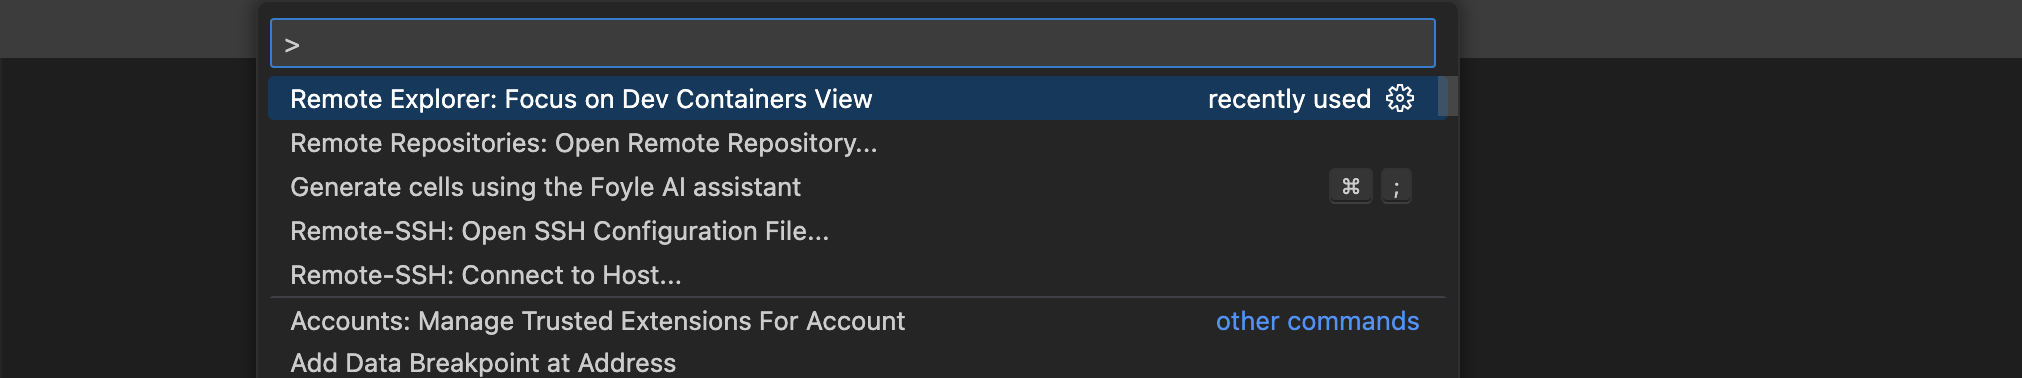 >
Remote Explorer: Focus on Dev Containers View recently used
Remote Repositories: Open Remote Repository...
Generate cells using the Foyle AI assistant ⌘ ;
Remote-SSH: Open SSH Configuration File...
Remote-SSH: Connect to Host...
Accounts: Manage Trusted Extensions For Account other commands
Add Data Breakpoint at Address